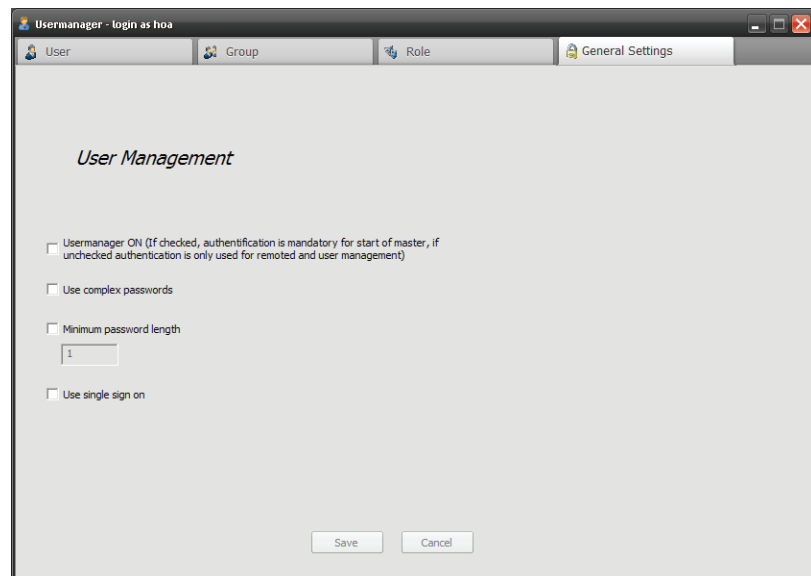 Usermanager - login as hoa
User
Group
Role
General Settings
User Management
Usermanager ON (If checked, authentification is mandatory for start of master, if
unchecked authentication is only used for remoted and user management)
Use complex passwords
Minimum password length
1
Use single sign on
Save
Cancel